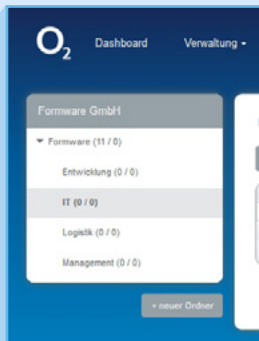 O2
Dashboard
Verwaltung
Formware GmbH
Formware (11 / 0)
Entwicklung (0 / 0)
IT (0 / 0)
Logistik (0 / 0)
Management (0 / 0)
+ neuer Ordner